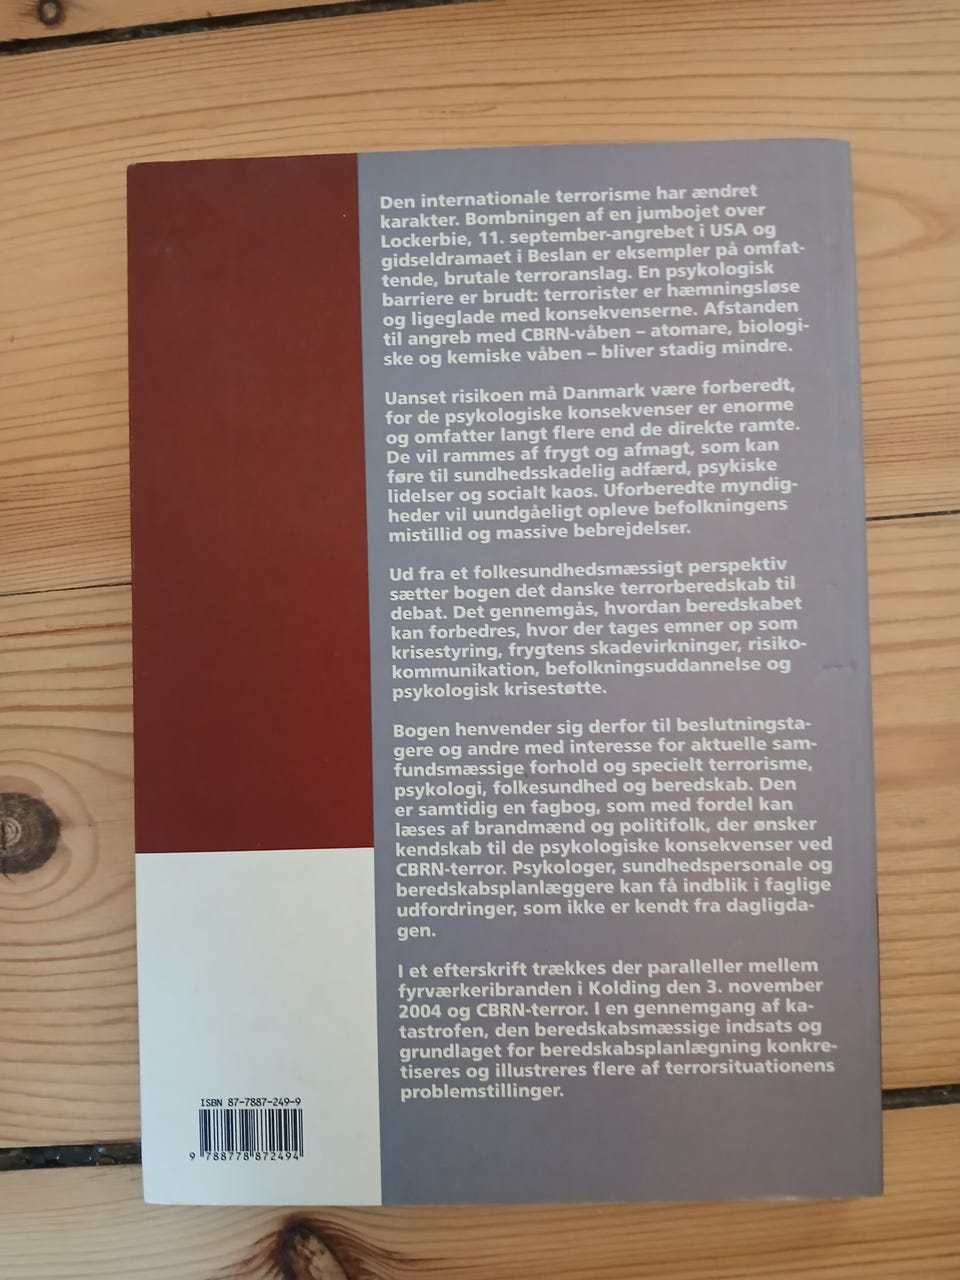 Den internationale terrorisme har ændret
karakter. Bombningen af en jumbojet over
Lockerbie, 11. september-angrebet i USA og
gidseldramaet i Beslan er eksempler på omfat-
tende, brutale terroranslag. En psykologisk
barriere er brudt: terrorister er hæmningsløse
og ligeglade med konsekvenserne. Afstanden
til angreb med CBRN-våben – atomare, biologi-
ske og kemiske våben – bliver stadig mindre.
Uanset risikoen må Danmark være forberedt,
for de psykologiske konsekvenser er enorme
og omfatter langt flere end de direkte ramte.
De vil rammes af frygt og afmagt, som kan
føre til sundhedsskadelig adfærd, psykiske
lidelser og socialt kaos. Uforberedte myndig-
heder vil uundgåeligt opleve befolkningens
mistillid og massive bebrejdelser.
Ud fra et folkesundhedsmæssigt perspektiv
sætter bogen det danske terrorberedskab til
debat. Det gennemgås, hvordan beredskabet
kan forbedres, hvor der tages emner op som
krisestyring, frygtens skadevirkninger, risiko-
kommunikation, befolkningsuddannelse og
psykologisk krisestøtte.
Bogen henvender sig derfor til beslutningsta-
gere og andre med interesse for aktuelle sam-
fundsmæssige forhold og specielt terrorisme,
psykologi, folkesundhed og beredskab. Den
er samtidig en fagbog, som med fordel kan
læses af brandmænd og politifolk, der ønsker
kendskab til de psykologiske konsekvenser ved
CBRN-terror. Psykologer, sundhedspersonale og
beredskabsplanlæggere kan få indblik i faglige
udfordringer, som ikke er kendt fra dagligda-
gen.
I et efterskrift trækkes der paralleller mellem
fyrværkeribranden i Kolding den 3. november
2004 og CBRN-terror. I en gennemgang af ka-
tastrofen, den beredskabsmæssige indsats og
grundlaget for beredskabsplanlægning konkre-
tiseres og illustreres flere af terrorsituationens
problemstillinger.
ISBN 87-7887-249-9
9 788778 872494